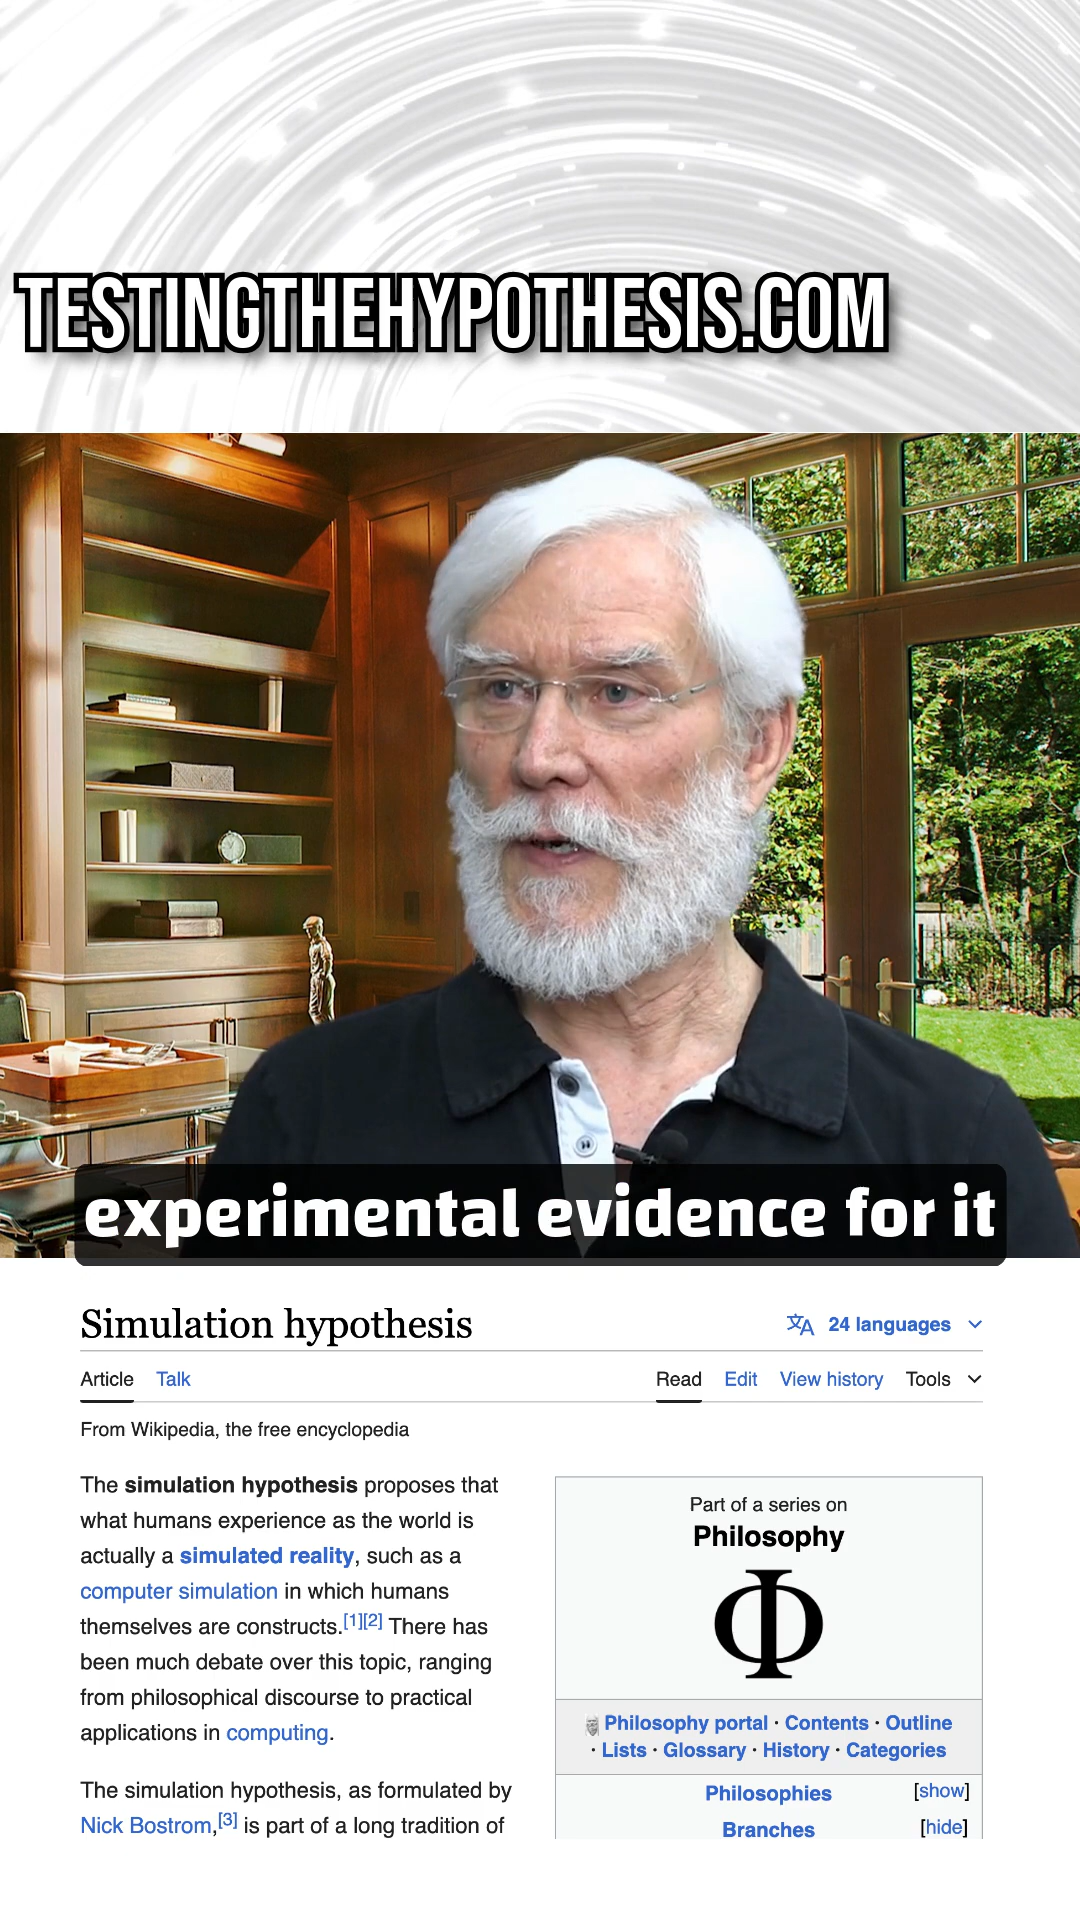 TESTINGTHEHYPOTHESIS.COM
experimental evidence for it
Simulation hypothesis
24 languages
Article Talk
Read Edit View history Tools
From Wikipedia, the free encyclopedia
The simulation hypothesis proposes that
what humans experience as the world is
actually a simulated reality, such as a
computer simulation in which humans
themselves are constructs.[1][2] There has
been much debate over this topic, ranging
from philosophical discourse to practical
applications in computing.
The simulation hypothesis, as formulated by
Nick Bostrom,[3] is part of a long tradition of
Part of a series on
Philosophy
Φ
Philosophy portal · Contents · Outline
· Lists · Glossary · History · Categories
Philosophies [show]
Branches [hide]